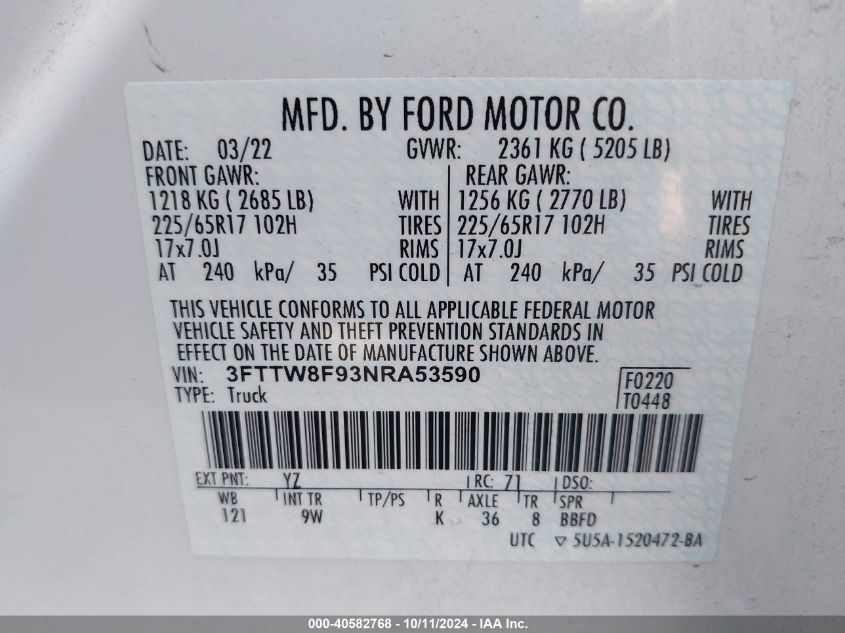 MFD. BY FORD MOTOR CO.
DATE: 03/22 GVWR: 2361 KG ( 5205 LB)
FRONT GAWR: REAR GAWR:
1218 KG ( 2685 LB) WITH 1256 KG ( 2770 LB) WITH
225/65R17 102H TIRES 225/65R17 102H TIRES
17x7.0J RIMS 17x7.0J RIMS
AT 240 kPa/ 35 PSI COLD AT 240 kPa/ 35 PSI COLD
THIS VEHICLE CONFORMS TO ALL APPLICABLE FEDERAL MOTOR
VEHICLE SAFETY AND THEFT PREVENTION STANDARDS IN
EFFECT ON THE DATE OF MANUFACTURE SHOWN ABOVE.
VIN: 3FTTW8F93NRA53590 F0220
TYPE: Truck T0448
EXT PNT: YZ RC: 71 DSO:
WB INT TR TP/PS R AXLE TR SPR
121 9W K 36 8 BBFD
UTC ▽ 5U5A-1520472-BA
000-40582768 - 10/11/2024 - IAA Inc.